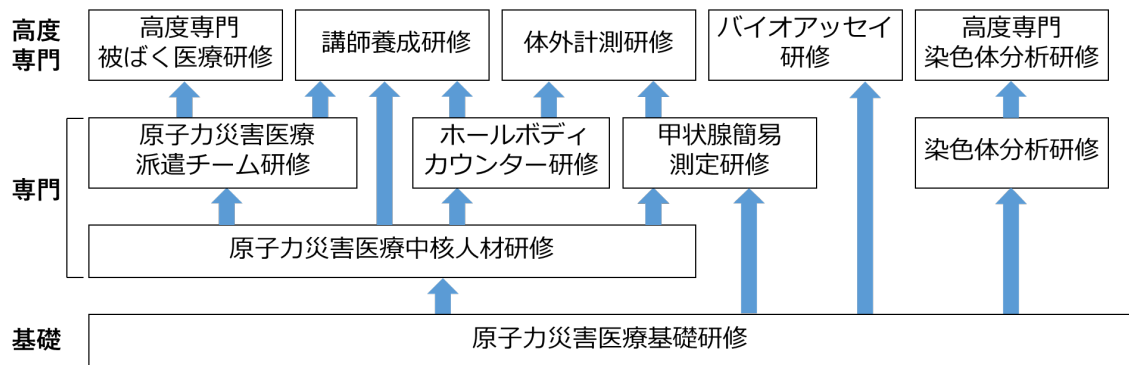 高度
専門
高度専門
被ばく医療研修
講師養成研修
体外計測研修
バイオアッセイ
研修
高度専門
染色体分析研修
専門
原子力災害医療
派遣チーム研修
ホールボディ
カウンター研修
甲状腺簡易
測定研修
染色体分析研修
原子力災害医療中核人材研修
基礎
原子力災害医療基礎研修